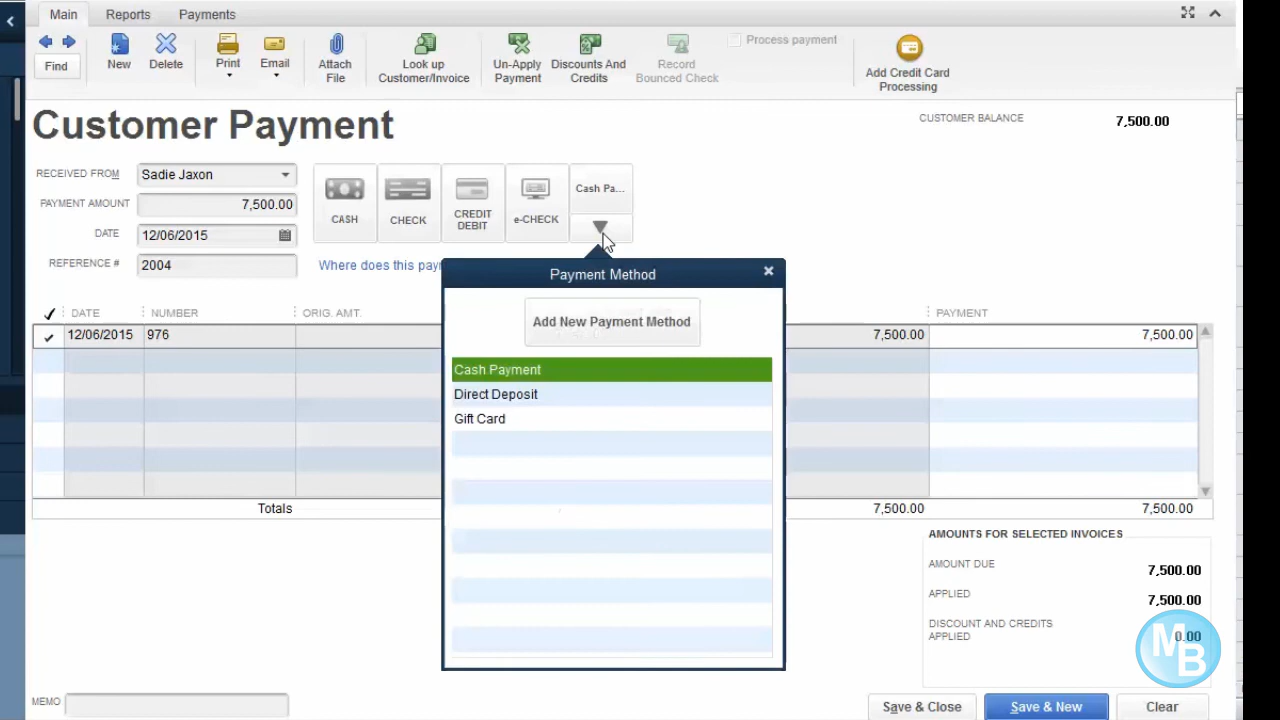 Main Reports Payments
Find New Delete Print Email Attach File Look up Customer/Invoice Un-Apply Payment Discounts And Credits Record Bounced Check Process payment Add Credit Card Processing
Customer Payment
CUSTOMER BALANCE 7,500.00
RECEIVED FROM Sadie Jaxon
PAYMENT AMOUNT 7,500.00
DATE 12/06/2015
REFERENCE # 2004
CASH CHECK CREDIT DEBIT e-CHECK Cash Pa...
Where does this payr
Payment Method
Add New Payment Method
Cash Payment
Direct Deposit
Gift Card
DATE NUMBER ORIG. AMT. PAYMENT
12/06/2015 976 7,500.00 7,500.00
Totals 7,500.00 7,500.00
AMOUNTS FOR SELECTED INVOICES
AMOUNT DUE 7,500.00
APPLIED 7,500.00
DISCOUNT AND CREDITS
APPLIED 0.00
MB
MEMO
Save & Close Save & New Clear